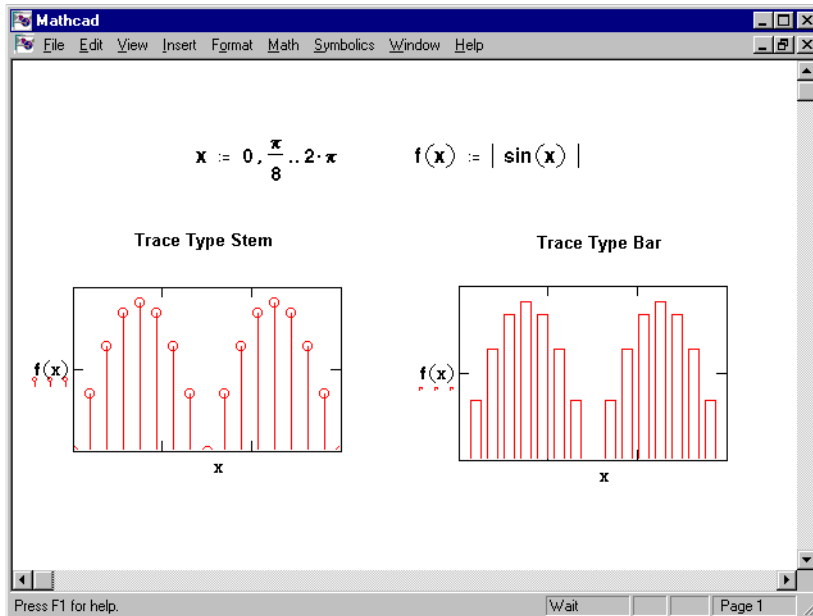 Mathcad
File Edit View Insert Format Math Symbolics Window Help
x := 0 , π/8 .. 2·π f(x) := | sin(x) |
Trace Type Stem
Trace Type Bar
f(x)
x
f(x)
x
Press F1 for help. Wait Page 1